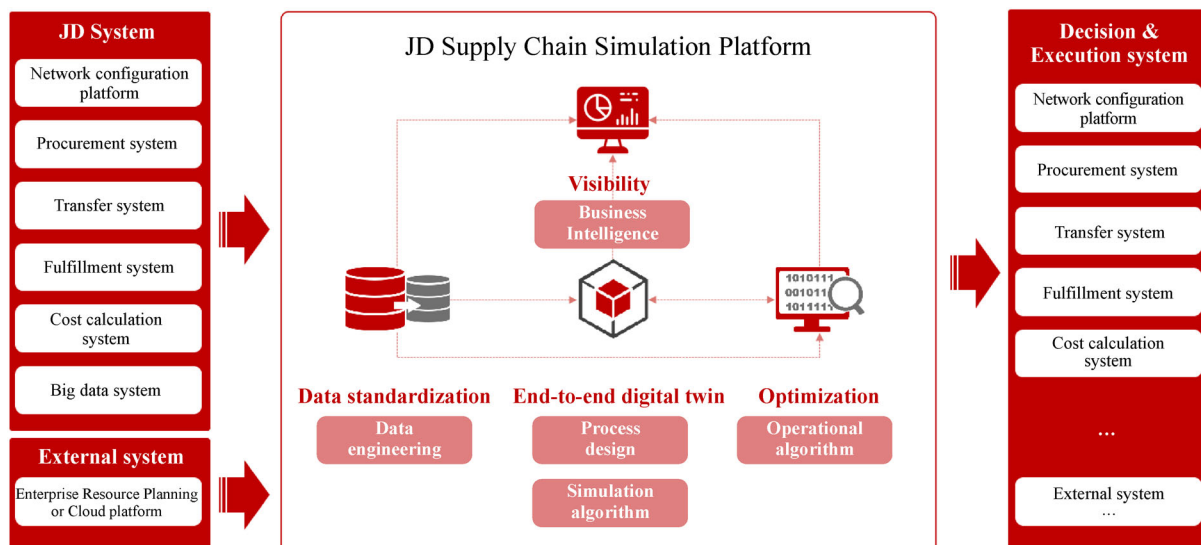 JD System
Network configuration
platform
Procurement system
Transfer system
Fulfillment system
Cost calculation
system
Big data system
External system
Enterprise Resource Planning
or Cloud platform
JD Supply Chain Simulation Platform
Visibility
Business
Intelligence
1010111
0010111
1011111
Data standardization
Data
engineering
End-to-end digital twin
Process
design
Simulation
algorithm
Optimization
Operational
algorithm
Decision &
Execution system
Network configuration
platform
Procurement system
Transfer system
Fulfillment system
Cost calculation
system
...
External system
...